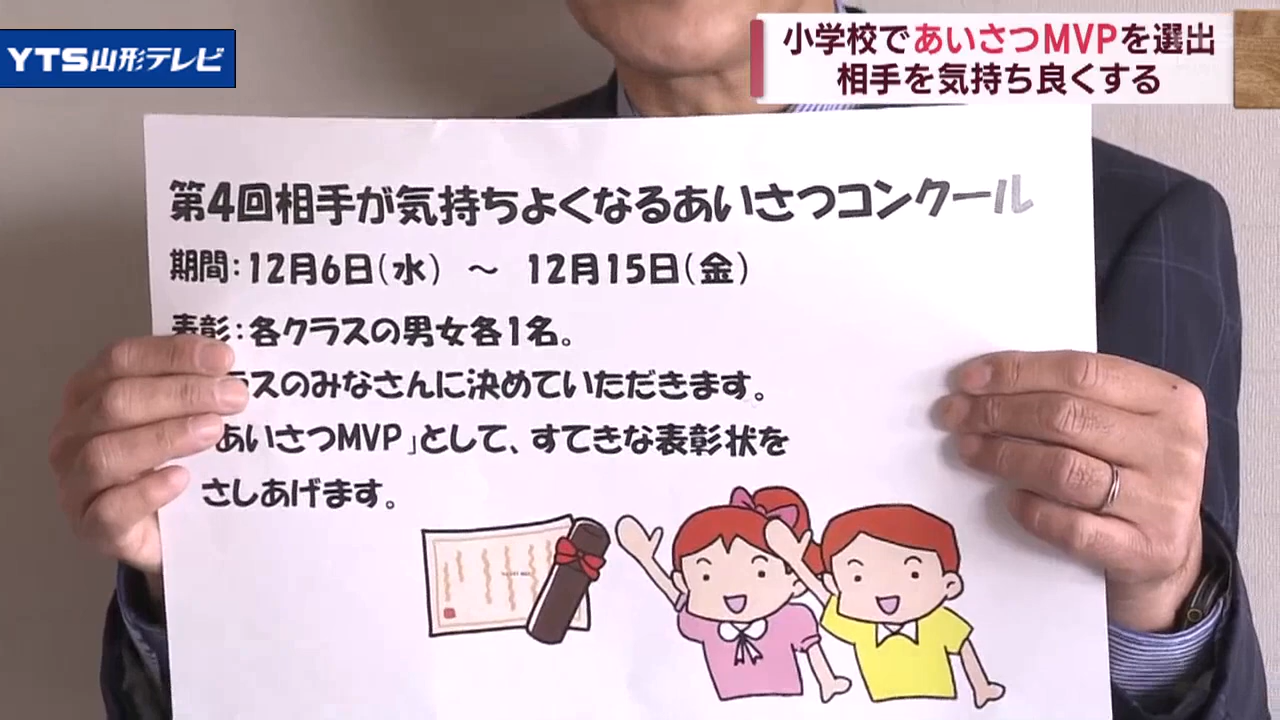 YTS山形テレビ
小学校であいさつMVPを選出
相手を気持ち良くする
第4回相手が気持ちよくなるあいさつコンクール
期間:12月6日(水) ~ 12月15日(金)
表彰:各クラスの男女各1名。
ラスのみなさんに決めていただきます。
あいさつMVP」として、すてきな表彰状を
さしあげます。